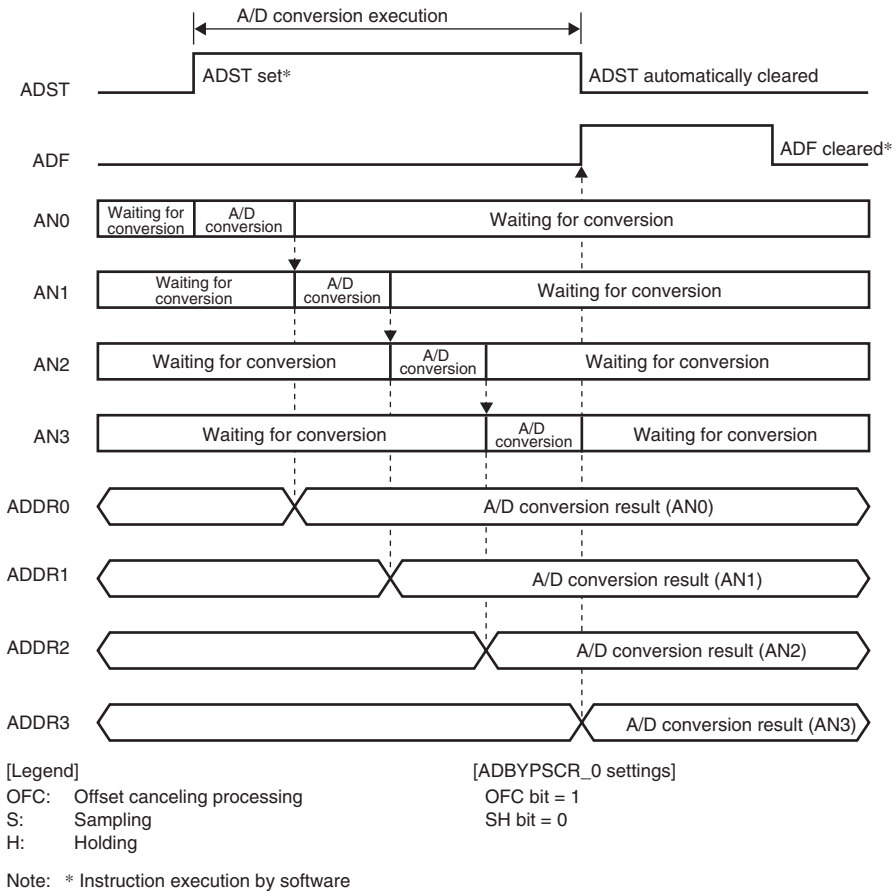 A/D conversion execution
ADST
ADST set*
ADST automatically cleared
ADF
ADF cleared*
AN0
Waiting for
conversion
A/D
conversion
Waiting for conversion
AN1
Waiting for
conversion
A/D
conversion
Waiting for conversion
AN2
Waiting for conversion
A/D
conversion
Waiting for conversion
AN3
Waiting for conversion
A/D
conversion
Waiting for conversion
ADDR0
A/D conversion result (AN0)
ADDR1
A/D conversion result (AN1)
ADDR2
A/D conversion result (AN2)
ADDR3
A/D conversion result (AN3)
[Legend]
OFC: Offset canceling processing
S: Sampling
H: Holding
[ADBYPSCR_0 settings]
OFC bit = 1
SH bit = 0
Note: * Instruction execution by software